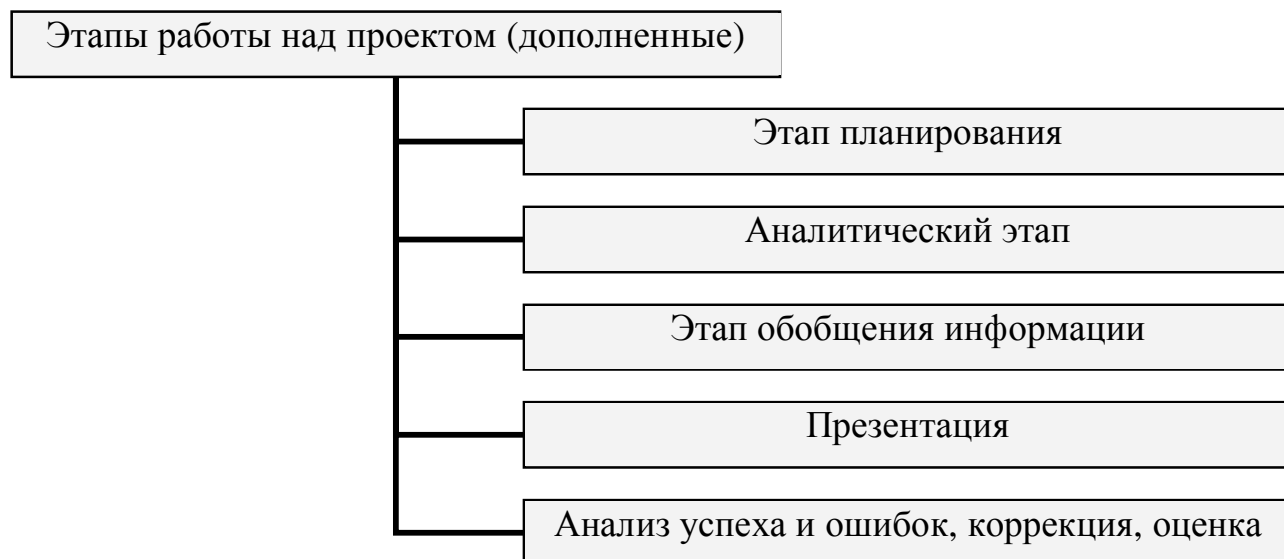 Этапы работы над проектом (дополненные)
Этап планирования
Аналитический этап
Этап обобщения информации
Презентация
Анализ успеха и ошибок, коррекция, оценка